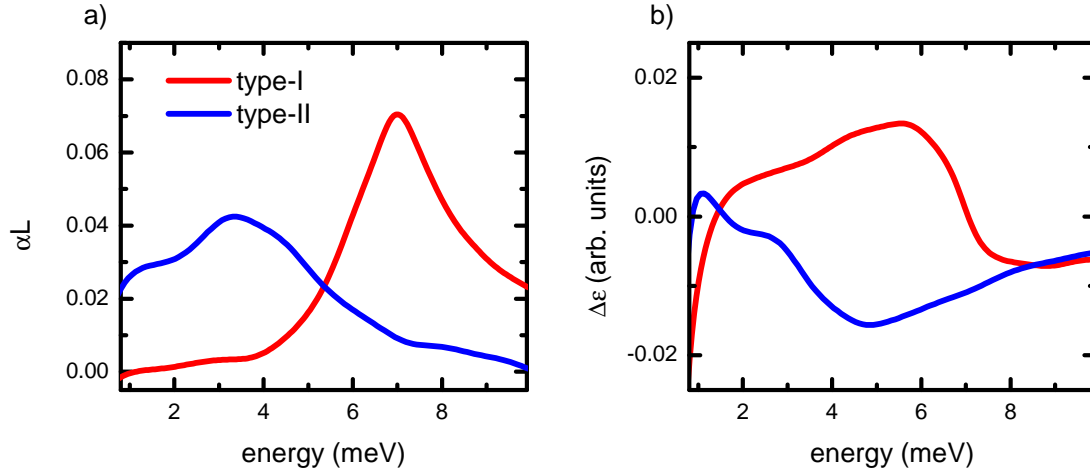 a)
αL
0.08
0.06
0.04
0.02
0.00
type-I
type-II
2 4 6 8
energy (meV)
b)
Δε (arb. units)
0.02
0.00
-0.02
2 4 6 8
energy (meV)